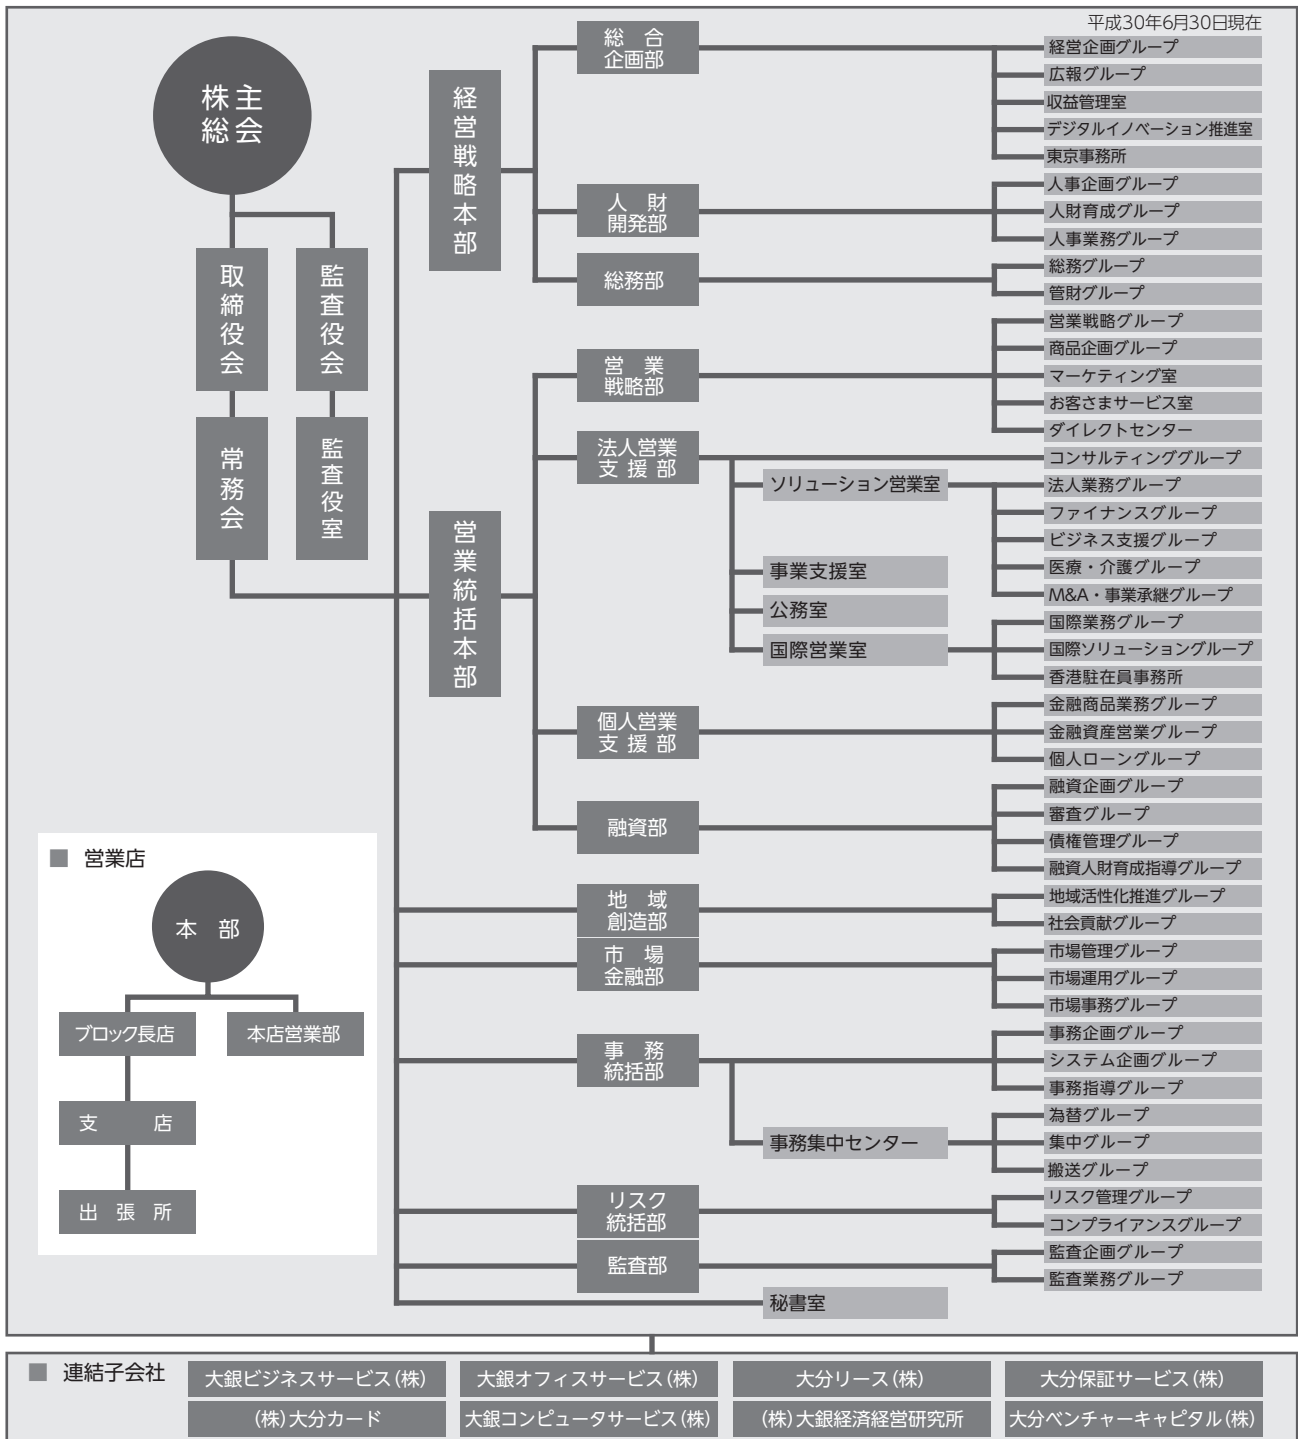 平成30年6月30日現在
株主
総会
取締役会
監査役会
常務会
監査役室
経営戦略本部
総合
企画部
経営企画グループ
広報グループ
収益管理室
デジタルイノベーション推進室
東京事務所
人財
開発部
人事企画グループ
人財育成グループ
人事業務グループ
総務部
総務グループ
管財グループ
営業統括本部
営業
戦略部
営業戦略グループ
商品企画グループ
マーケティング室
お客さまサービス室
ダイレクトセンター
法人営業
支援部
コンサルティンググループ
ソリューション営業室
法人業務グループ
ファイナンスグループ
ビジネス支援グループ
医療・介護グループ
M&A・事業承継グループ
事業支援室
公務室
国際営業室
国際業務グループ
国際ソリューショングループ
香港駐在員事務所
個人営業
支援部
金融商品業務グループ
金融資産営業グループ
個人ローングループ
融資部
融資企画グループ
審査グループ
債権管理グループ
融資人財育成指導グループ
地域
創造部
地域活性化推進グループ
社会貢献グループ
市場
金融部
市場管理グループ
市場運用グループ
市場事務グループ
事務
統括部
事務企画グループ
システム企画グループ
事務指導グループ
事務集中センター
為替グループ
集中グループ
搬送グループ
リスク
統括部
リスク管理グループ
コンプライアンスグループ
監査部
監査企画グループ
監査業務グループ
秘書室
■ 営業店
本部
ブロック長店
本店営業部
支店
出張所
■ 連結子会社
大銀ビジネスサービス(株)
大銀オフィスサービス(株)
大分リース(株)
大分保証サービス(株)
(株)大分カード
大銀コンピュータサービス(株)
(株)大銀経済経営研究所
大分ベンチャーキャピタル(株)